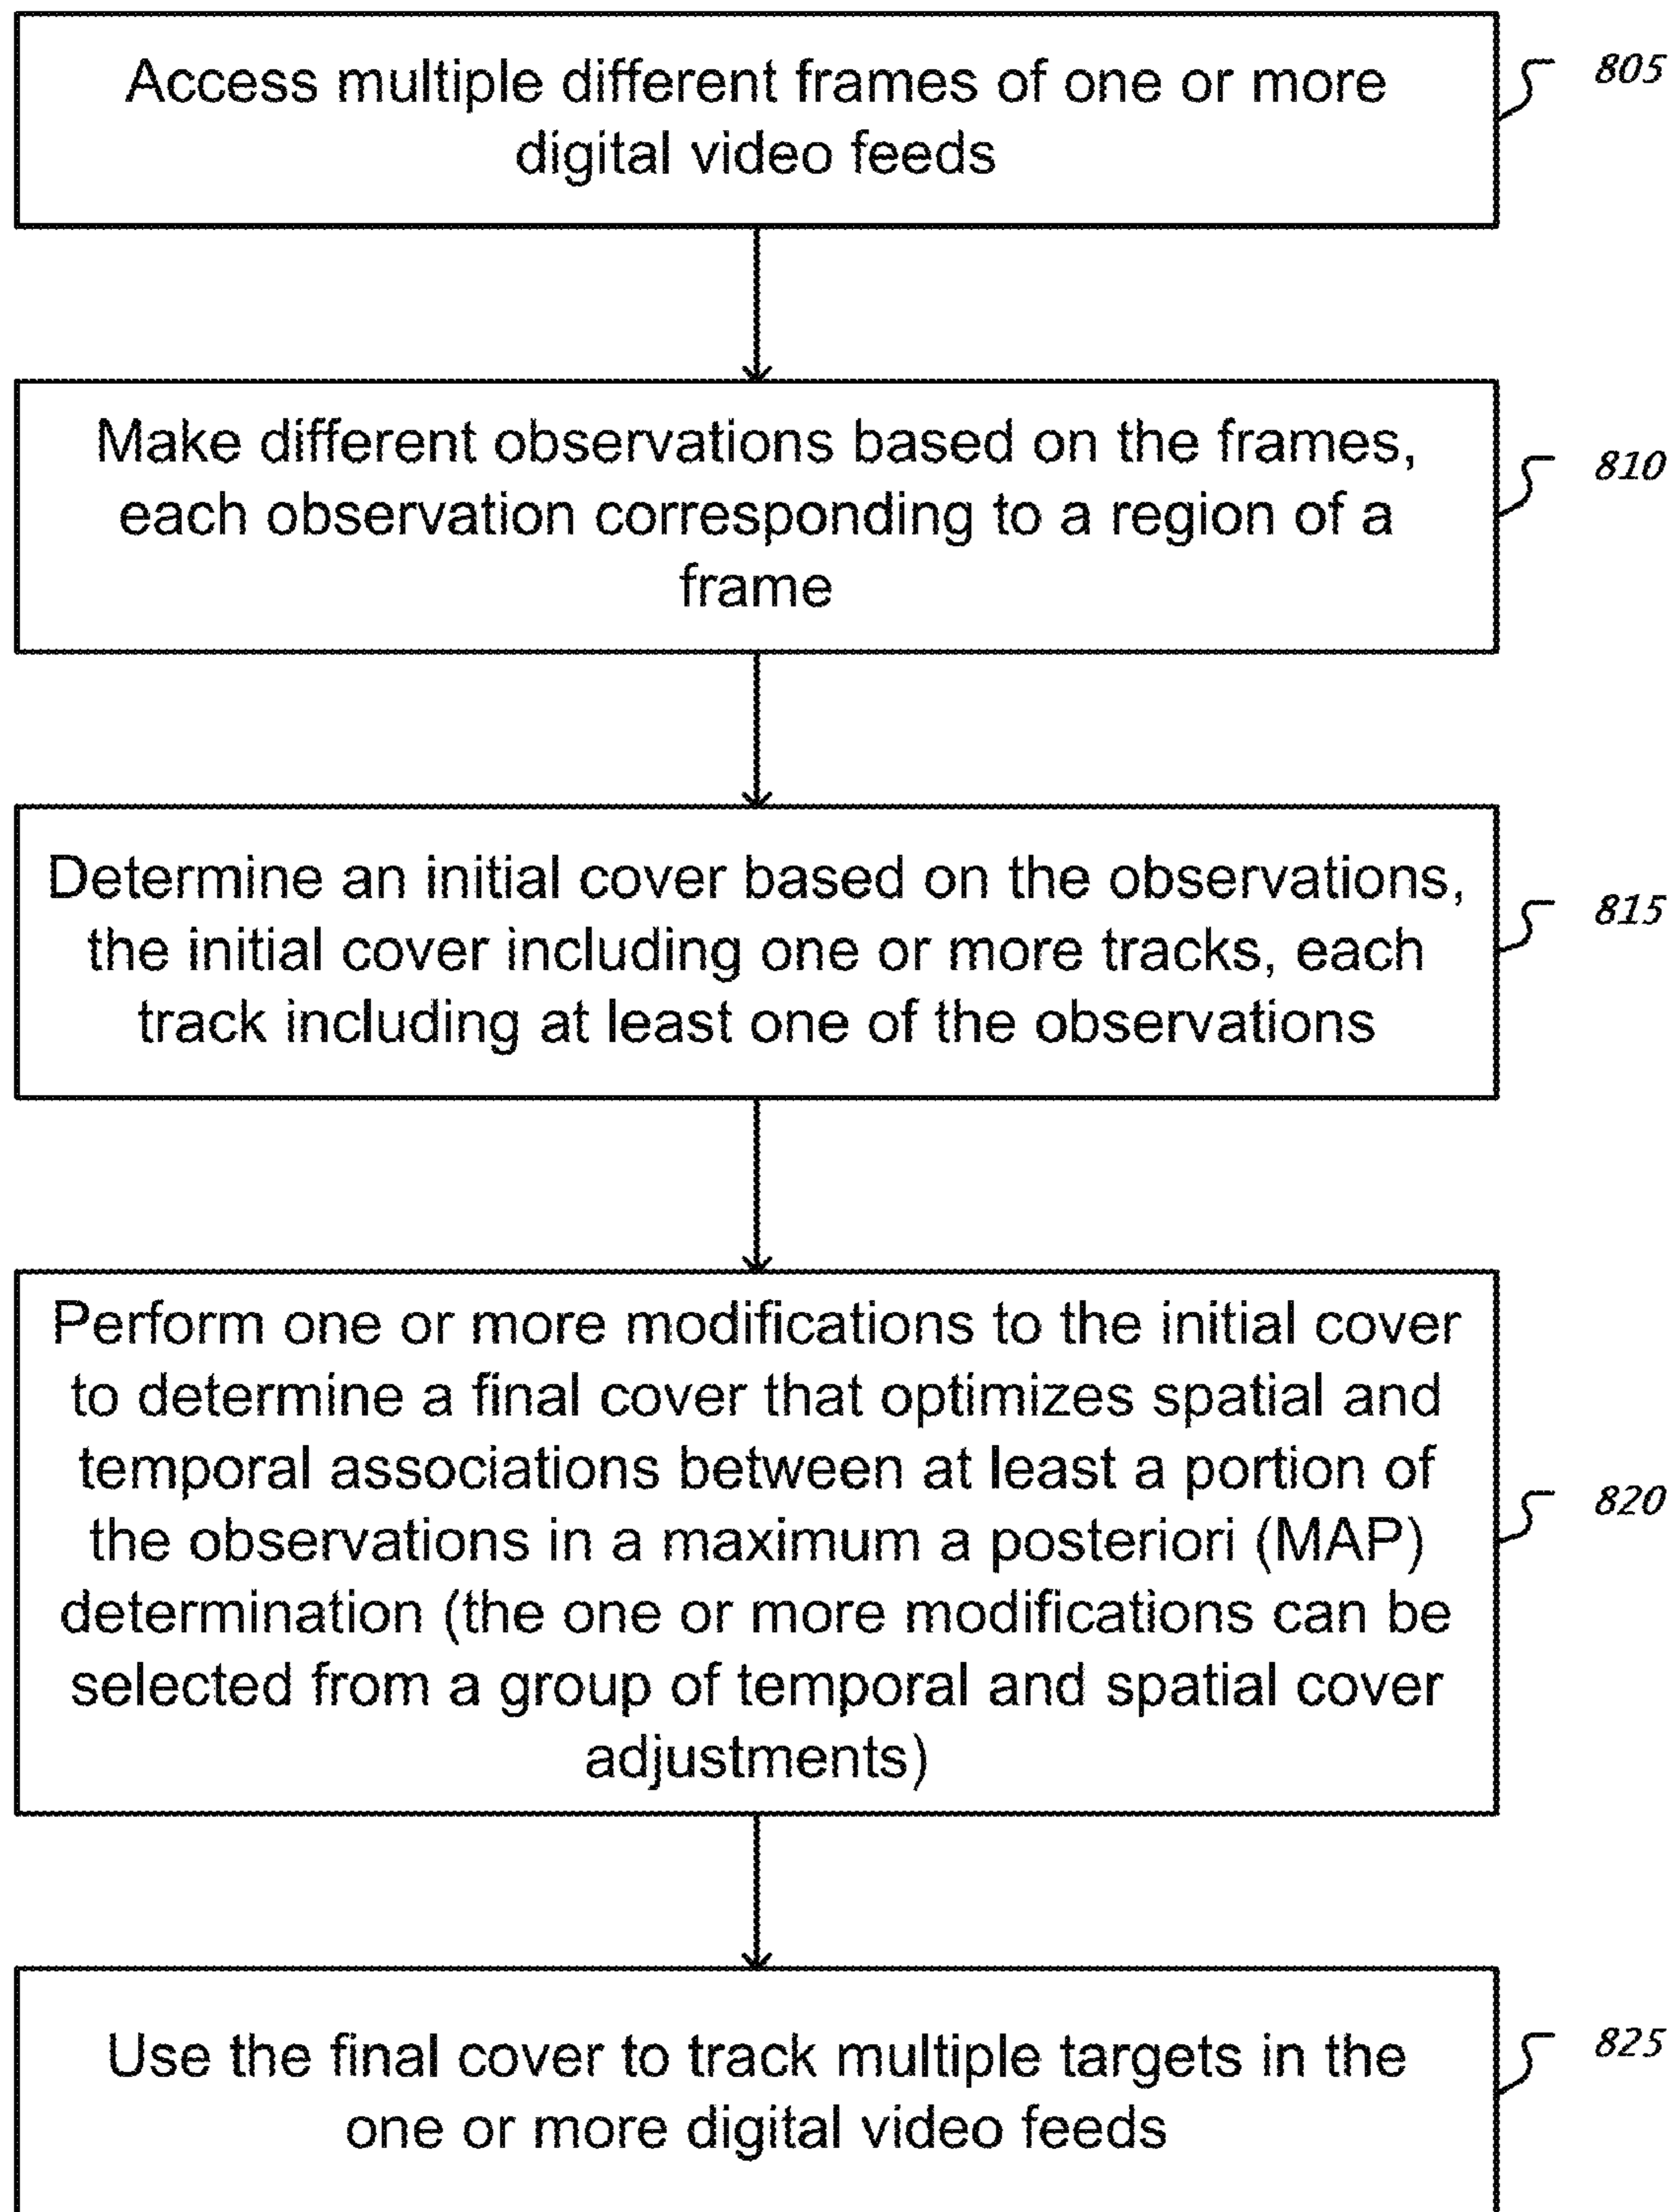 Access multiple different frames of one or more
digital video feeds
805
Make different observations based on the frames,
each observation corresponding to a region of a
frame
810
Determine an initial cover based on the observations,
the initial cover including one or more tracks, each
track including at least one of the observations
815
Perform one or more modifications to the initial cover
to determine a final cover that optimizes spatial and
temporal associations between at least a portion of
the observations in a maximum a posteriori (MAP)
determination (the one or more modifications can be
selected from a group of temporal and spatial cover
adjustments)
820
Use the final cover to track multiple targets in the
one or more digital video feeds
825